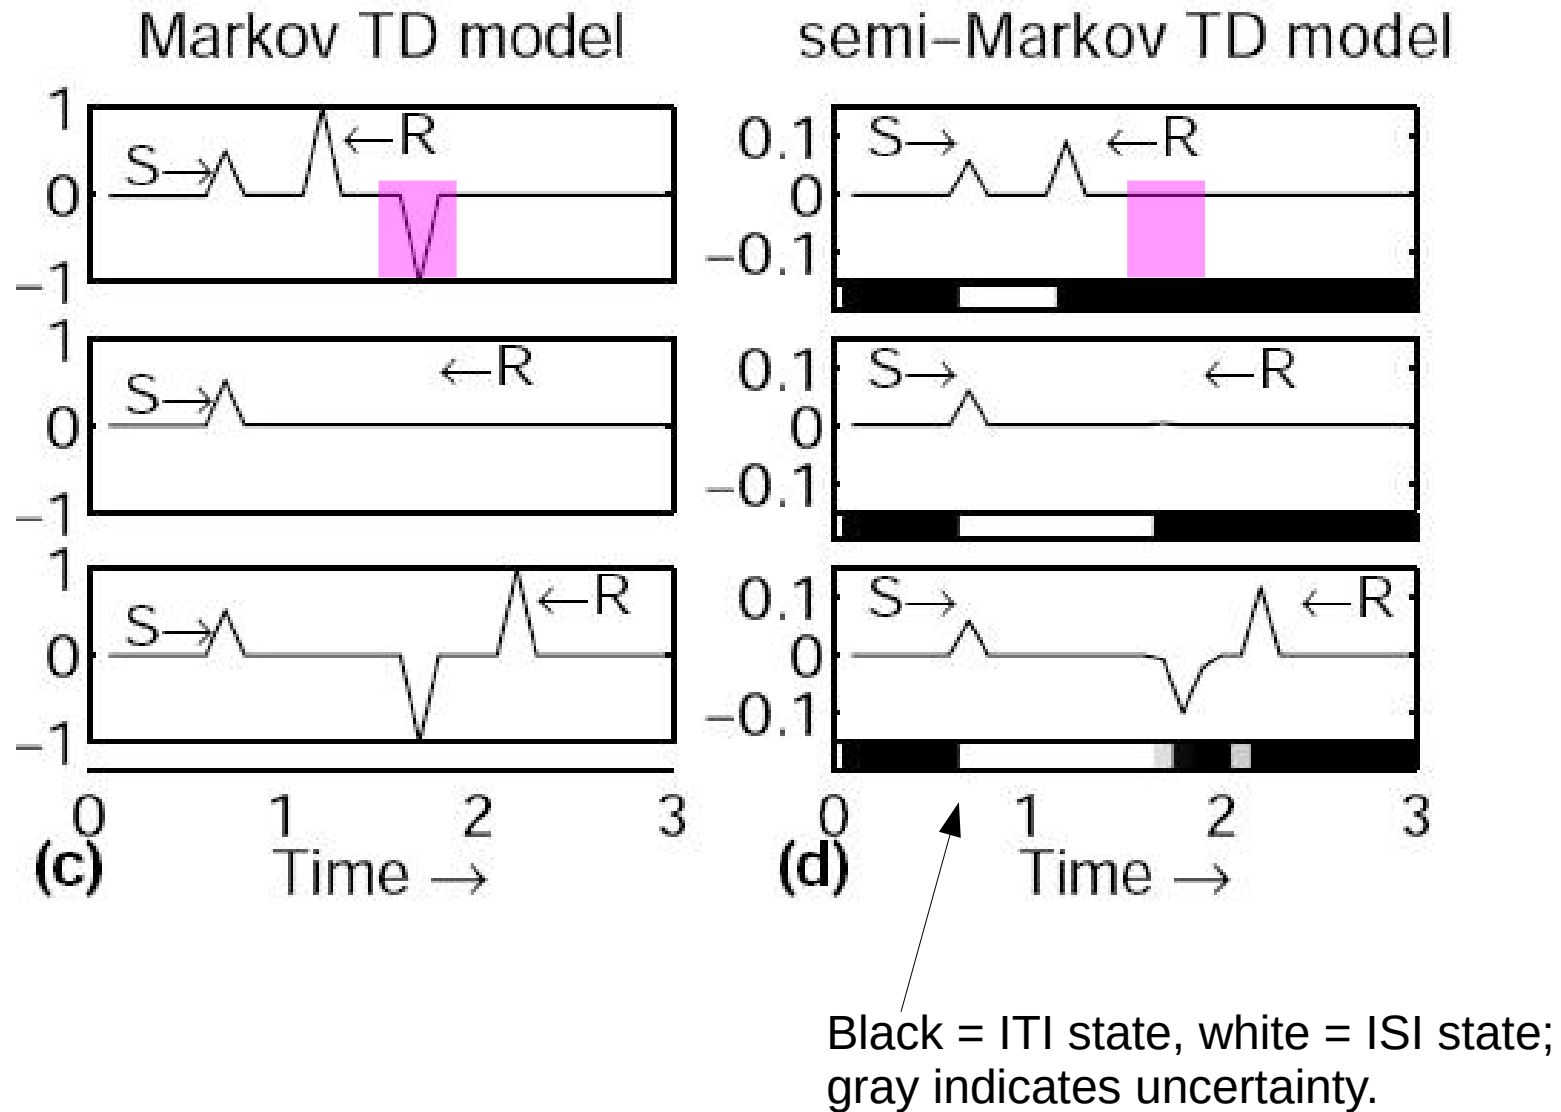 Markov TD model
1
0
−1
S→
←R
1
0
−1
S→
←R
1
0
−1
S→
←R
0 1 2 3
(c) Time →
semi−Markov TD model
0.1
0
−0.1
S→
←R
0.1
0
−0.1
S→
←R
0.1
0
−0.1
S→
←R
0 1 2 3
(d) Time →
Black = ITI state, white = ISI state;
gray indicates uncertainty.